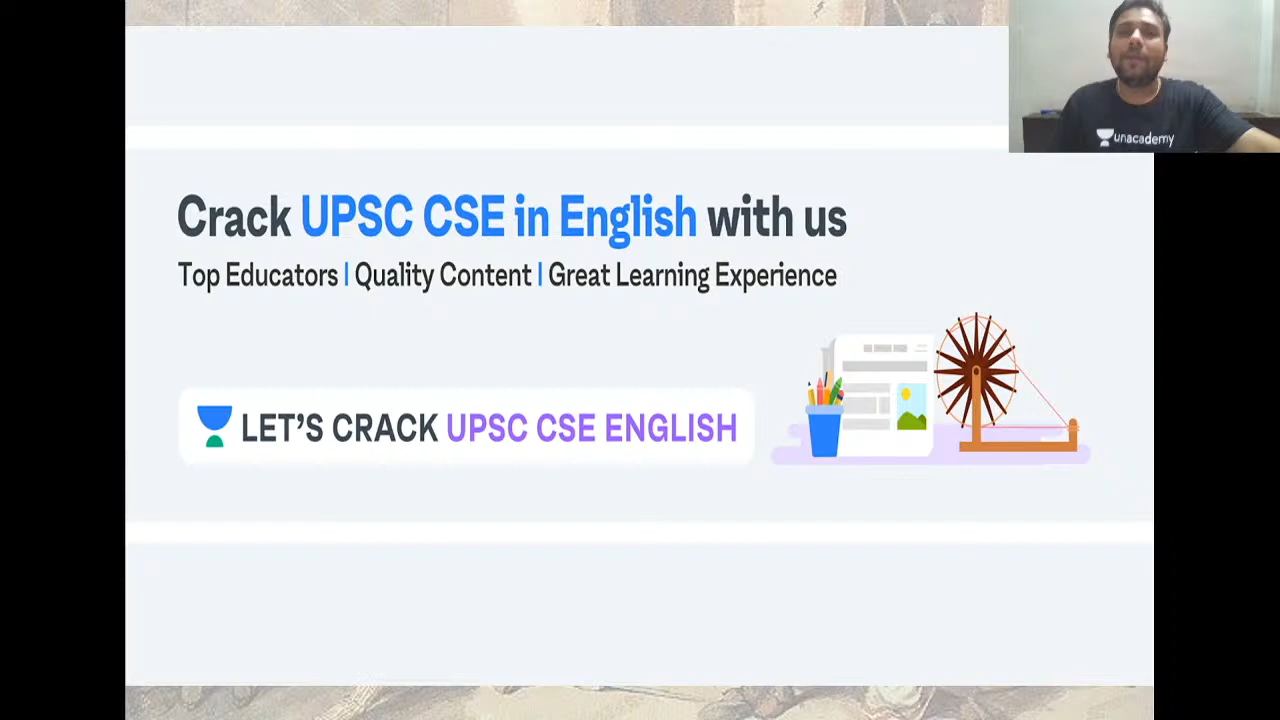 Crack UPSC CSE in English with us
Top Educators | Quality Content | Great Learning Experience
LET'S CRACK UPSC CSE ENGLISH
unacademy